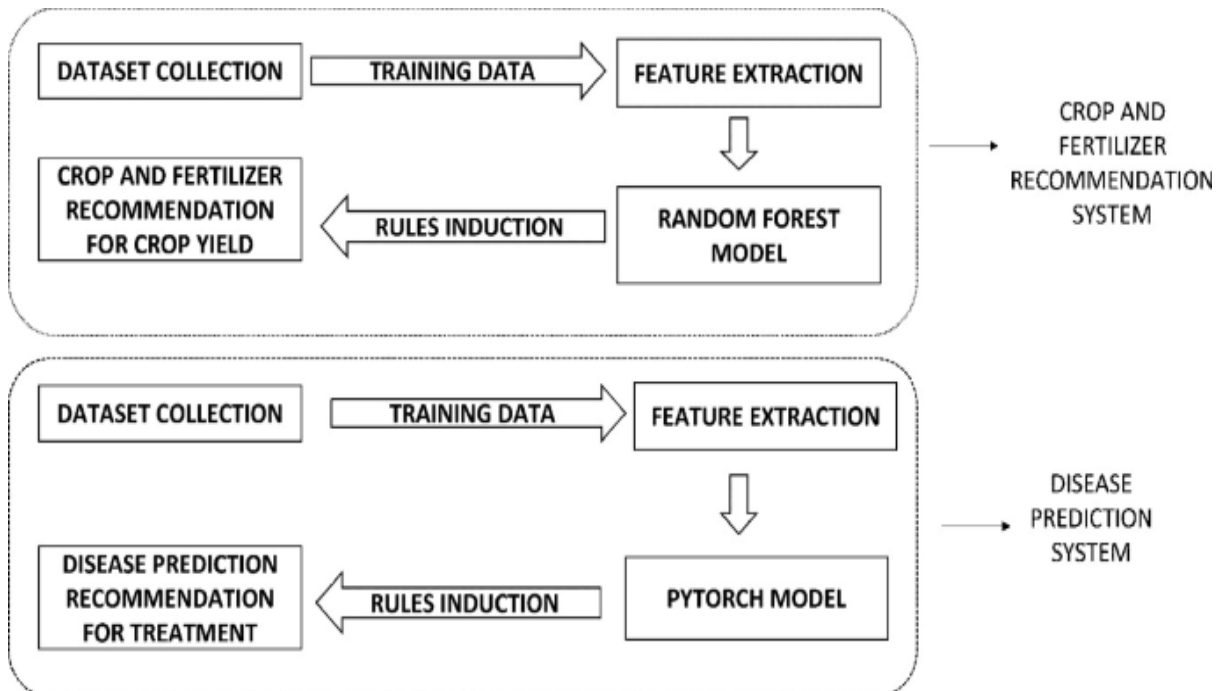 DATASET COLLECTION
TRAINING DATA
FEATURE EXTRACTION
CROP AND FERTILIZER
RECOMMENDATION
FOR CROP YIELD
RULES INDUCTION
RANDOM FOREST
MODEL
CROP AND
FERTILIZER
RECOMMENDATION
SYSTEM
DATASET COLLECTION
TRAINING DATA
FEATURE EXTRACTION
DISEASE PREDICTION
RECOMMENDATION
FOR TREATMENT
RULES INDUCTION
PYTORCH MODEL
DISEASE
PREDICTION
SYSTEM